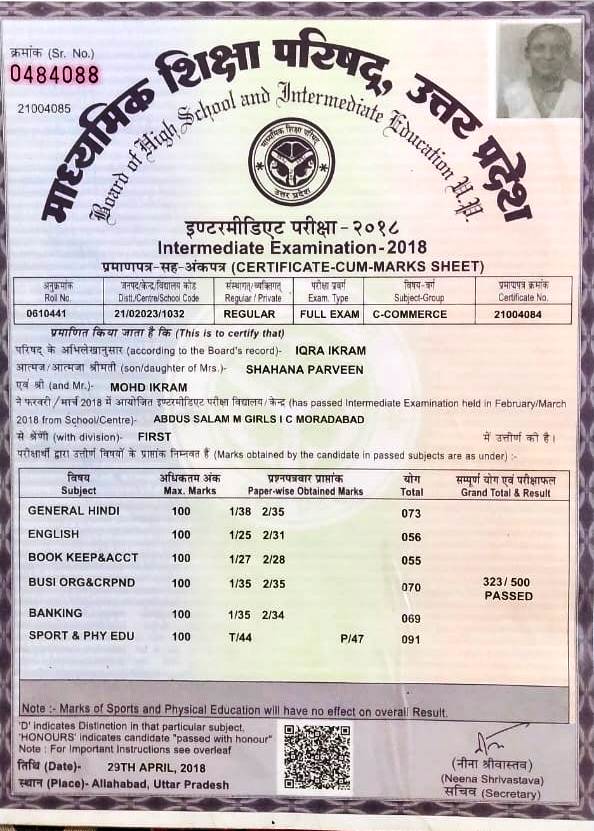 क्रमांक (Sr. No.)
0484088
21004085
माध्यमिक शिक्षा परिषद्, उत्तर प्रदेश
Board of High School and Intermediate Education U.P.
माध्यमिक शिक्षा परिषद्
उत्तर प्रदेश
इण्टरमीडिएट परीक्षा-२०१८
Intermediate Examination-2018
प्रमाणपत्र-सह-अंकपत्र (CERTIFICATE-CUM-MARKS SHEET)
अनुक्रमांक जनपद/केन्द्र/विद्यालय कोड संस्थागत/व्यक्तिगत परीक्षा प्रवर्ग विषय-वर्ग प्रमाणपत्र क्रमांक
Roll No. Distt./Centre/School Code Regular / Private Exam. Type Subject-Group Certificate No.
0610441 21/02023/1032 REGULAR FULL EXAM C-COMMERCE 21004084
प्रमाणित किया जाता है कि (This is to certify that)
परिषद के अभिलेखानुसार (according to the Board's record)- IQRA IKRAM
आत्मज/आत्मजा श्रीमती (son/daughter of Mrs.)- SHAHANA PARVEEN
एवं श्री (and Mr.)- MOHD IKRAM
ने फरवरी/मार्च 2018 में आयोजित इण्टरमीडिएट परीक्षा विद्यालय/केन्द्र (has passed Intermediate Examination held in February/March
2018 from School/Centre)- ABDUS SALAM M GIRLS I C MORADABAD
से श्रेणी (with division)- FIRST में उत्तीर्ण की है।
परीक्षार्थी द्वारा उत्तीर्ण विषयों के प्राप्तांक निम्नवत हैं (Marks obtained by the candidate in passed subjects are as under) :-
विषय अधिकतम अंक प्रश्नपत्रवार प्राप्तांक योग सम्पूर्ण योग एवं परीक्षाफल
Subject Max. Marks Paper-wise Obtained Marks Total Grand Total & Result
GENERAL HINDI 100 1/38 2/35 073
ENGLISH 100 1/25 2/31 056
BOOK KEEP&ACCT 100 1/27 2/28 055
BUSI ORG&CRPND 100 1/35 2/35 070 323/ 500
PASSED
BANKING 100 1/35 2/34 069
SPORT & PHY EDU 100 T/44 P/47 091
Note :- Marks of Sports and Physical Education will have no effect on overall Result.
'D' indicates Distinction in that particular subject.
'HONOURS' indicates candidate "passed with honour"
Note : For Important Instructions see overleaf
तिथि (Date)- 29TH APRIL, 2018
स्थान (Place)- Allahabad, Uttar Pradesh
(नीना श्रीवास्तव)
(Neena Shrivastava)
सचिव (Secretary)